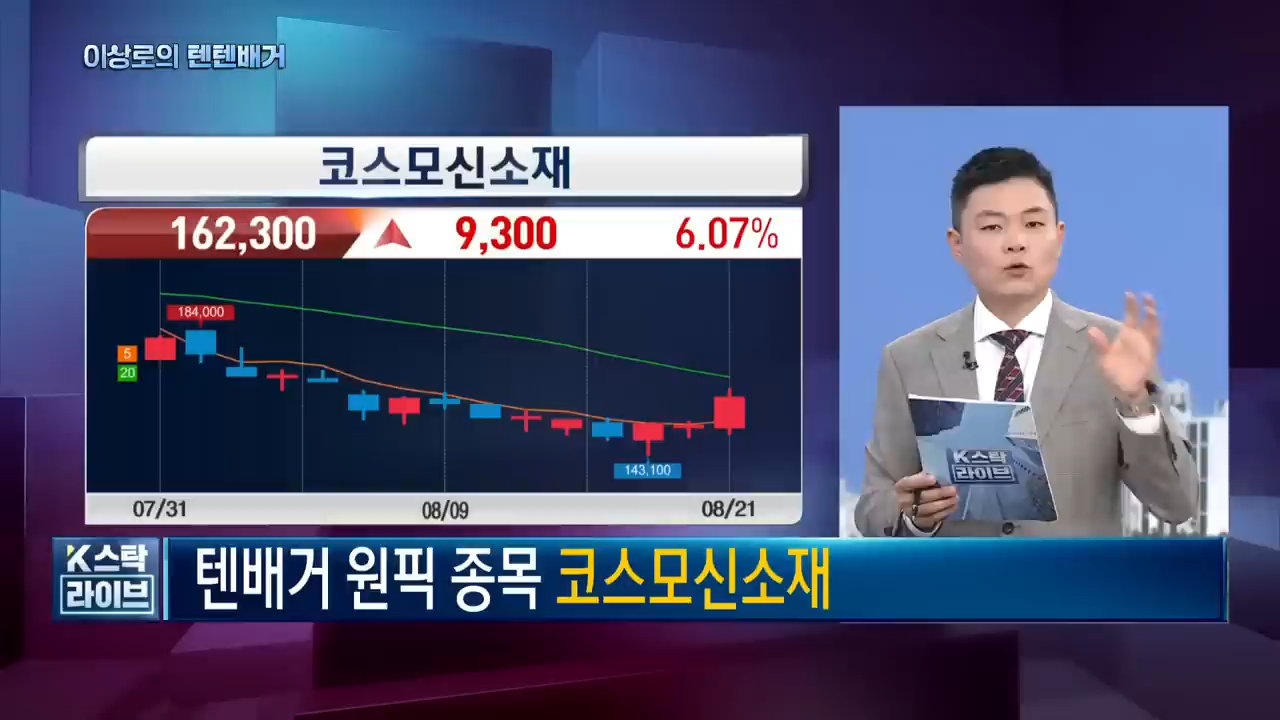 이상로의 텐텐배거
코스모신소재
162,300 ▲ 9,300 6.07%
184,000
5
20
143,100
07/31 08/09 08/21
K스탁
라이브
K스탁
라이브
텐배거 원픽 종목 코스모신소재